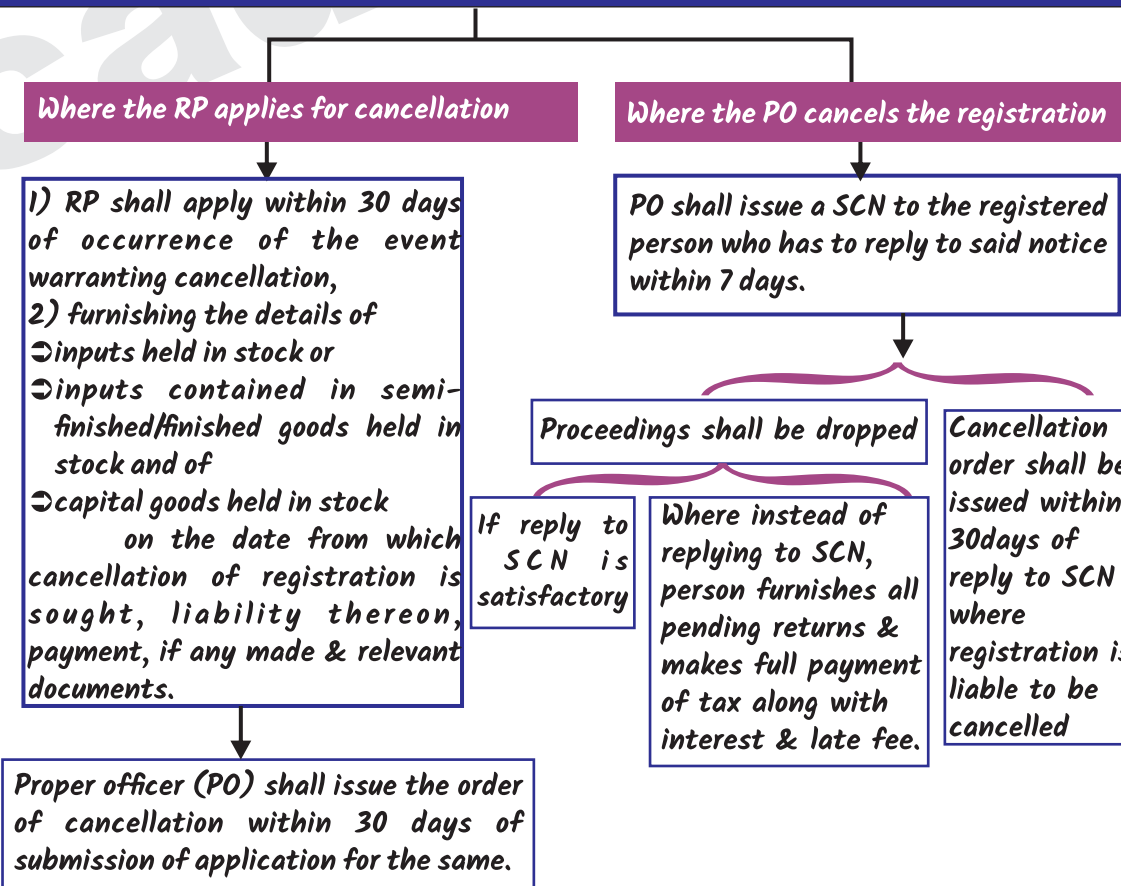 Where the RP applies for cancellation
1) RP shall apply within 30 days
of occurrence of the event
warranting cancellation,
2) furnishing the details of
➲inputs held in stock or
➲inputs contained in semi-
finished/finished goods held in
stock and of
➲capital goods held in stock
on the date from which
cancellation of registration is
sought, liability thereon,
payment, if any made & relevant
documents.
Proper officer (PO) shall issue the order
of cancellation within 30 days of
submission of application for the same.
Where the PO cancels the registration
PO shall issue a SCN to the registered
person who has to reply to said notice
within 7 days.
Proceedings shall be dropped
If reply to
SCN is
satisfactory
Where instead of
replying to SCN,
person furnishes all
pending returns &
makes full payment
of tax along with
interest & late fee.
Cancellation
order shall be
issued within
30days of
reply to SCN
where
registration is
liable to be
cancelled